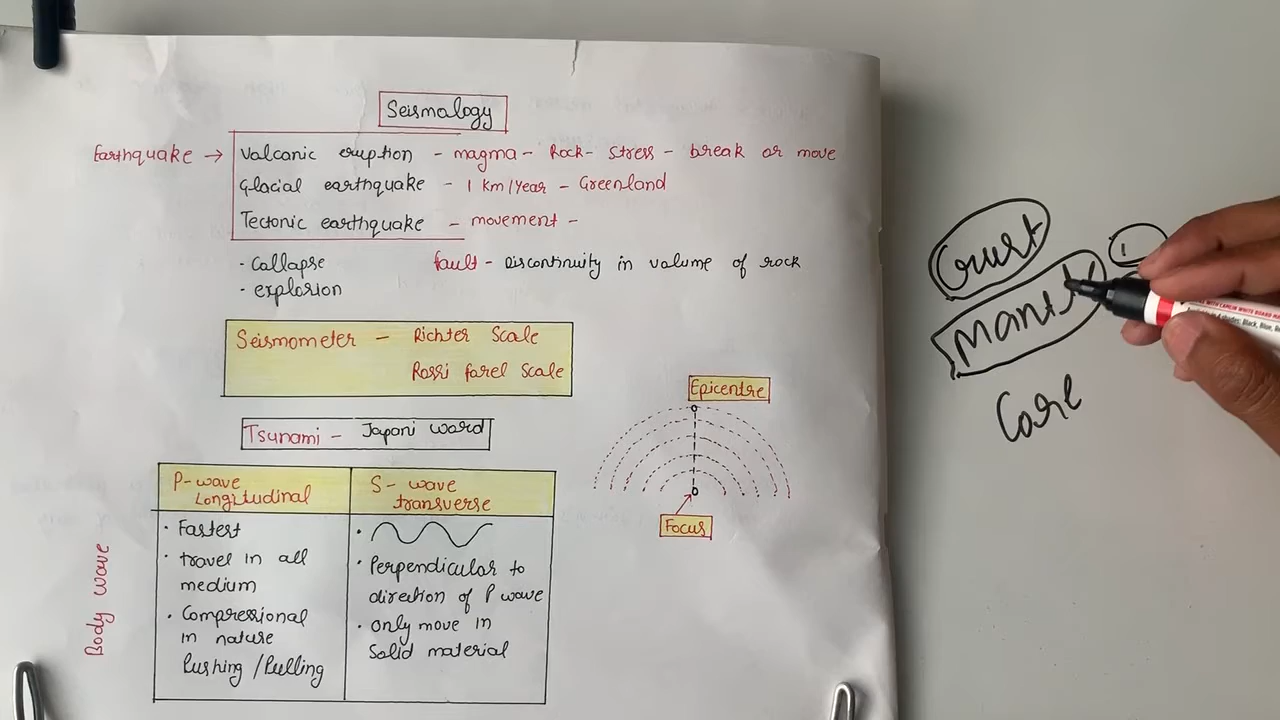 Seismalogy
Earthquake → Valcanic eruption - magma - Rock - stress - break or move
Glacial earthquake - 1 Km/Year - Greenland
Tectonic earthquake - movement -
· Collapse
fault - Discontinuity in volume of rock
· explosion
Seismometer - Richter Scale
Rossi farel Scale
Tsunami - Japani word
Epicentre
Focus
Body wave
P-wave
Longitudinal
S-wave
transverse
· Fastest
· travel in all
medium
· Compressional
in nature
Pushing/Pulling
· Perpendicular to
direction of P wave
· only move in
Solid material
Crust
1
Mantle
Core